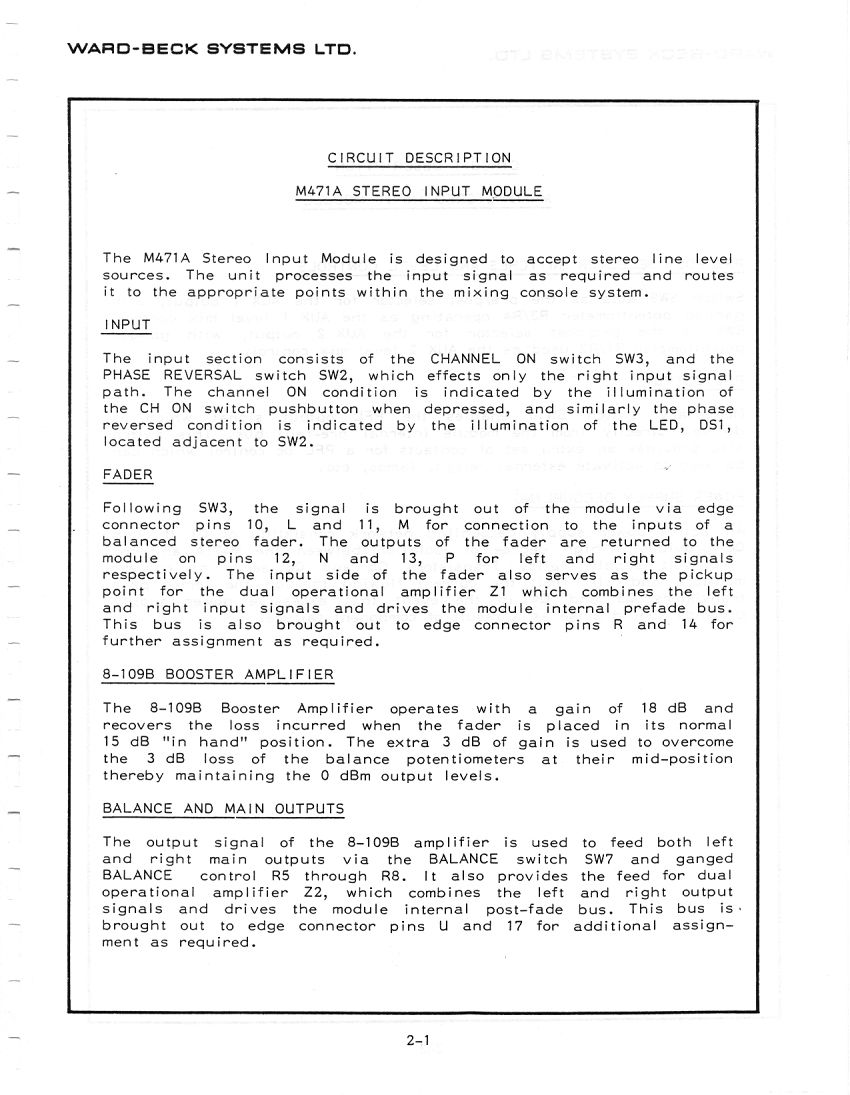 WARD-BECK SYSTEMS LTD.
CIRCUIT DESCRIPTION
M471A STEREO INPUT MODULE
The M471A Stereo Input Module is designed to accept stereo line level
sources. The unit processes the input signal as required and routes
it to the appropriate points within the mixing console system.
INPUT
The input section consists of the CHANNEL ON switch SW3, and the
PHASE REVERSAL switch SW2, which effects only the right input signal
path. The channel ON condition is indicated by the illumination of
the CH ON switch pushbutton when depressed, and similarly the phase
reversed condition is indicated by the illumination of the LED, DS1,
located adjacent to SW2.
FADER
Following SW3, the signal is brought out of the module via edge
connector pins 10, L and 11, M for connection to the inputs of a
balanced stereo fader. The outputs of the fader are returned to the
module on pins 12, N and 13, P for left and right signals
respectively. The input side of the fader also serves as the pickup
point for the dual operational amplifier Z1 which combines the left
and right input signals and drives the module internal prefade bus.
This bus is also brought out to edge connector pins R and 14 for
further assignment as required.
8-109B BOOSTER AMPLIFIER
The 8-109B Booster Amplifier operates with a gain of 18 dB and
recovers the loss incurred when the fader is placed in its normal
15 dB "in hand" position. The extra 3 dB of gain is used to overcome
the 3 dB loss of the balance potentiometers at their mid-position
thereby maintaining the 0 dBm output levels.
BALANCE AND MAIN OUTPUTS
The output signal of the 8-109B amplifier is used to feed both left
and right main outputs via the BALANCE switch SW7 and ganged
BALANCE control R5 through R8. It also provides the feed for dual
operational amplifier Z2, which combines the left and right output
signals and drives the module internal post-fade bus. This bus is
brought out to edge connector pins U and 17 for additional assign-
ment as required.
2-1